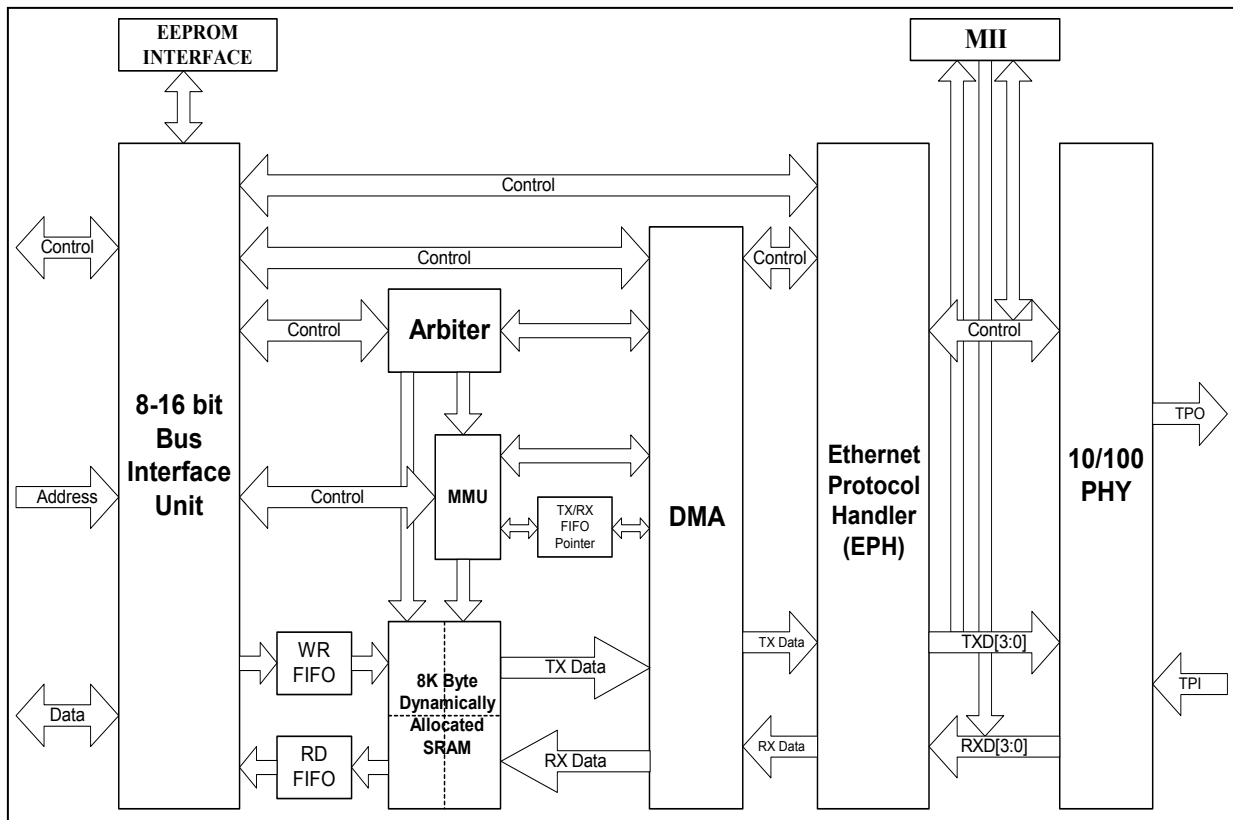 EEPROM
INTERFACE
MII
Control
Control
Control
Control
Control
Arbiter
Control
8-16 bit
Bus
Interface
Unit
Address
Control
MMU
TX/RX
FIFO
Pointer
DMA
Ethernet
Protocol
Handler
(EPH)
10/100
PHY
TPO
WR
FIFO
8K Byte
Dynamically
Allocated
SRAM
TX Data
TX Data
TXD[3:0]
TPI
Data
RD
FIFO
RX Data
RX Data
RXD[3:0]